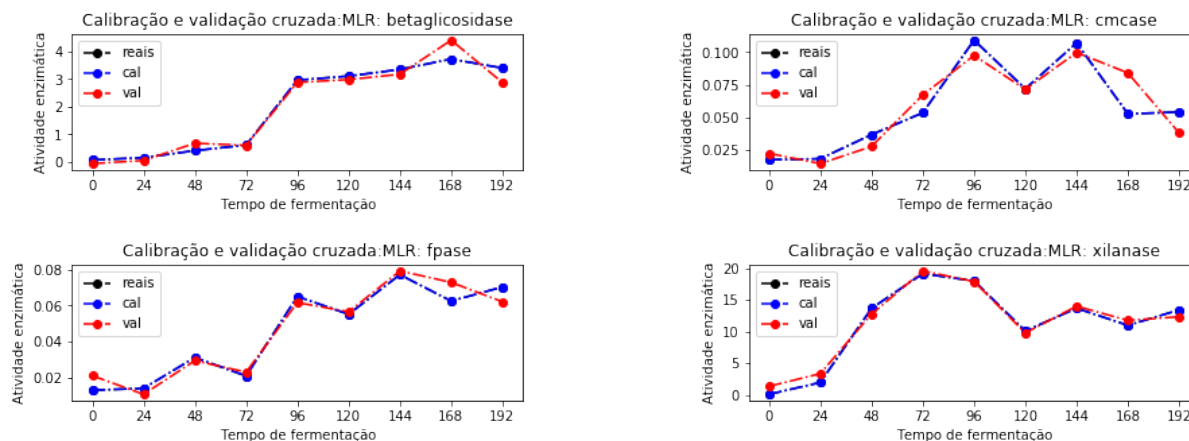 Calibração e validação cruzada:MLR: betaglicosidase
Atividade enzimática
4
3
2
1
0
reais
cal
val
0 24 48 72 96 120 144 168 192
Tempo de fermentação
Calibração e validação cruzada:MLR: cmcase
Atividade enzimática
0.100
0.075
0.050
0.025
reais
cal
val
0 24 48 72 96 120 144 168 192
Tempo de fermentação
Calibração e validação cruzada:MLR: fpase
Atividade enzimática
0.08
0.06
0.04
0.02
reais
cal
val
0 24 48 72 96 120 144 168 192
Tempo de fermentação
Calibração e validação cruzada:MLR: xilanase
Atividade enzimática
20
15
10
5
0
reais
cal
val
0 24 48 72 96 120 144 168 192
Tempo de fermentação